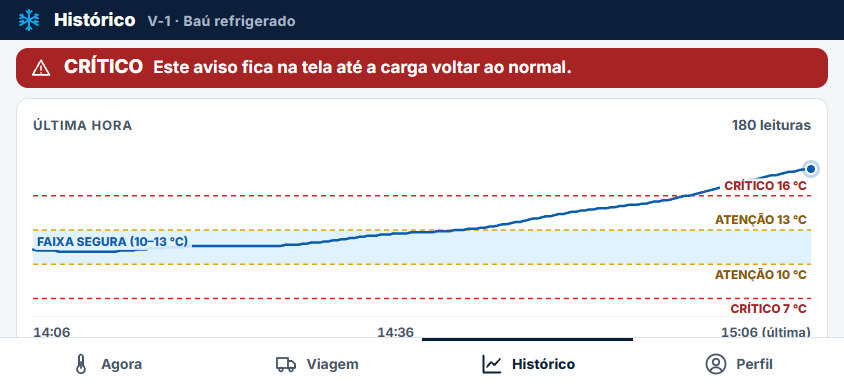 Histórico V-1 · Baú refrigerado
CRÍTICO Este aviso fica na tela até a carga voltar ao normal.
ÚLTIMA HORA 180 leituras
CRÍTICO 16 °C
ATENÇÃO 13 °C
FAIXA SEGURA (10–13 °C)
ATENÇÃO 10 °C
CRÍTICO 7 °C
14:06 14:36 15:06 (última)
Agora Viagem Histórico Perfil